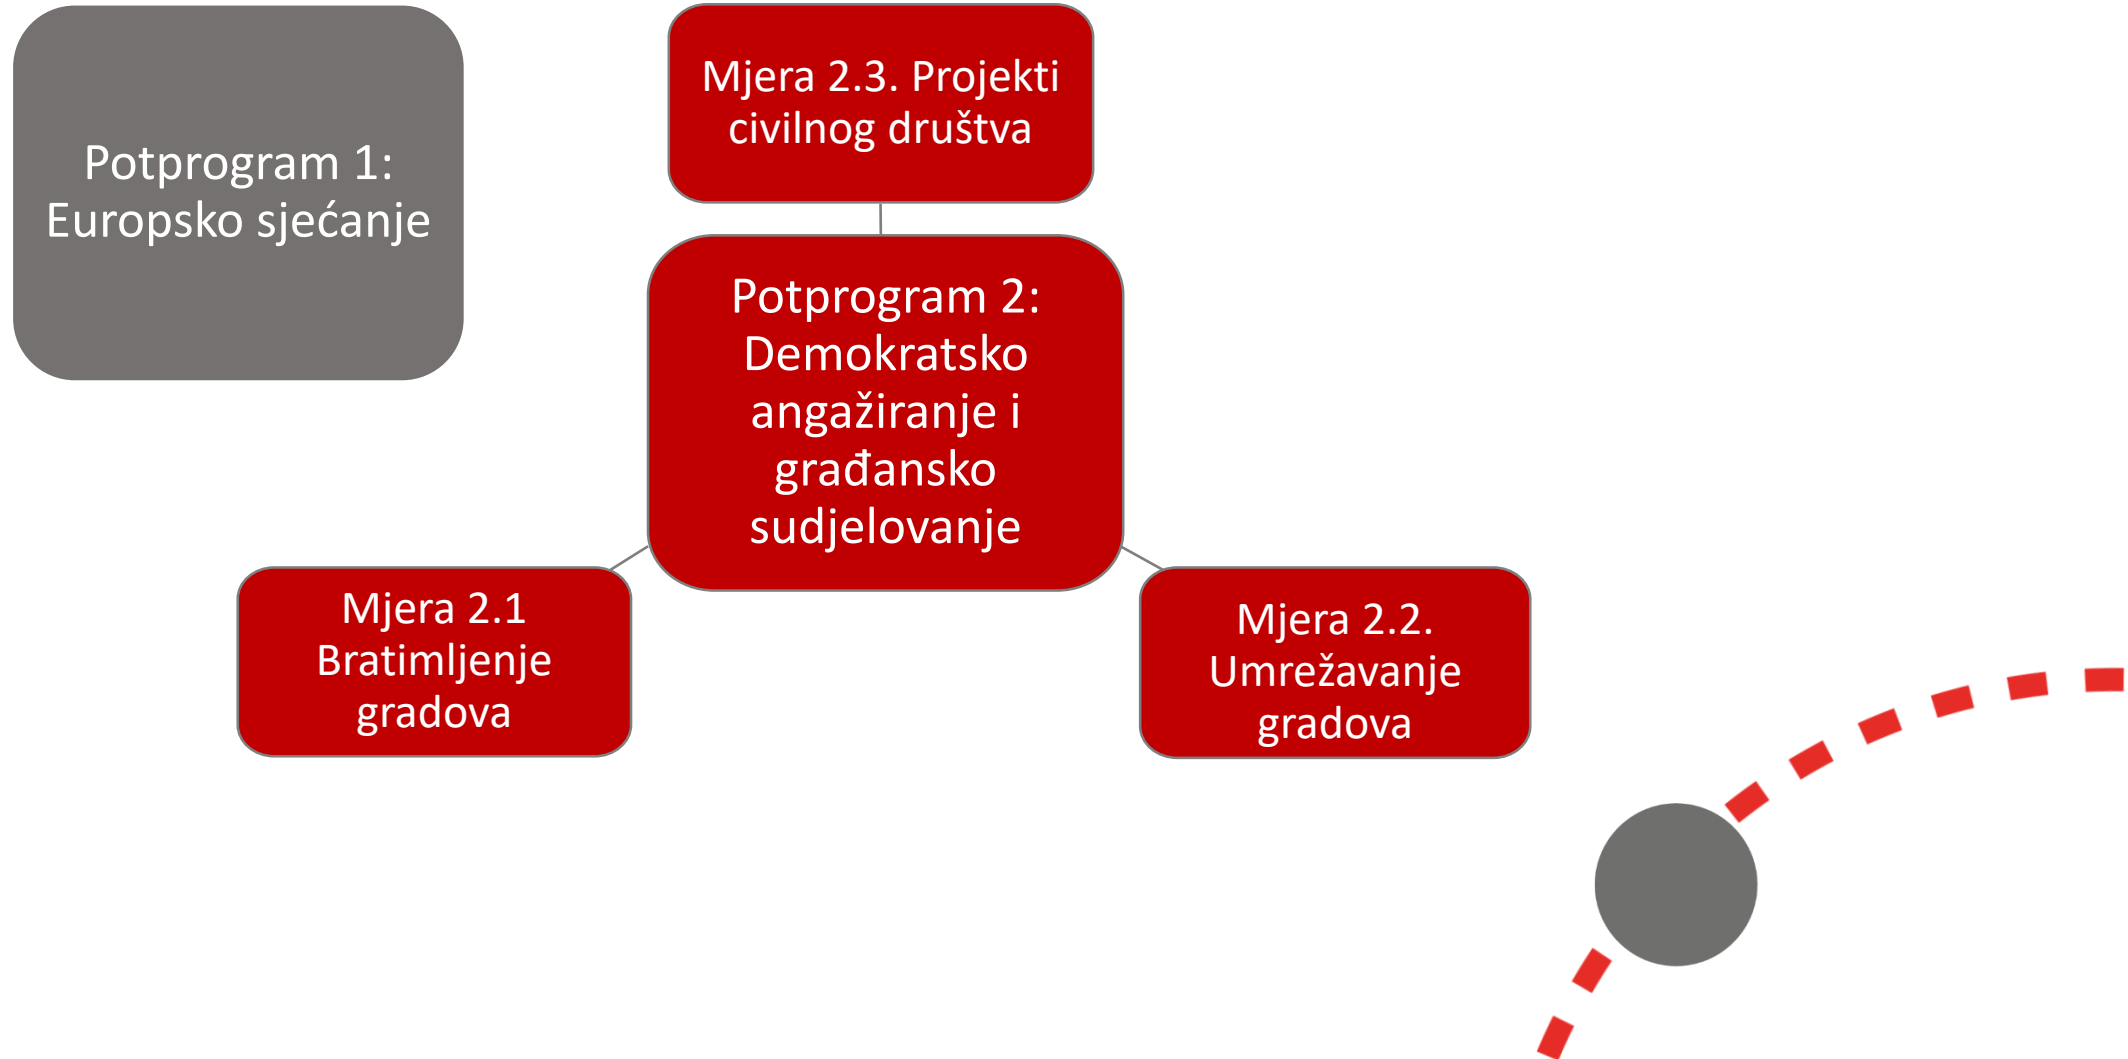 Potprogram 1:
Europsko sjećanje
Mjera 2.3. Projekti
civilnog društva
Potprogram 2:
Demokratsko
angažiranje i
građansko
sudjelovanje
Mjera 2.1
Bratimljenje
gradova
Mjera 2.2.
Umrežavanje
gradova